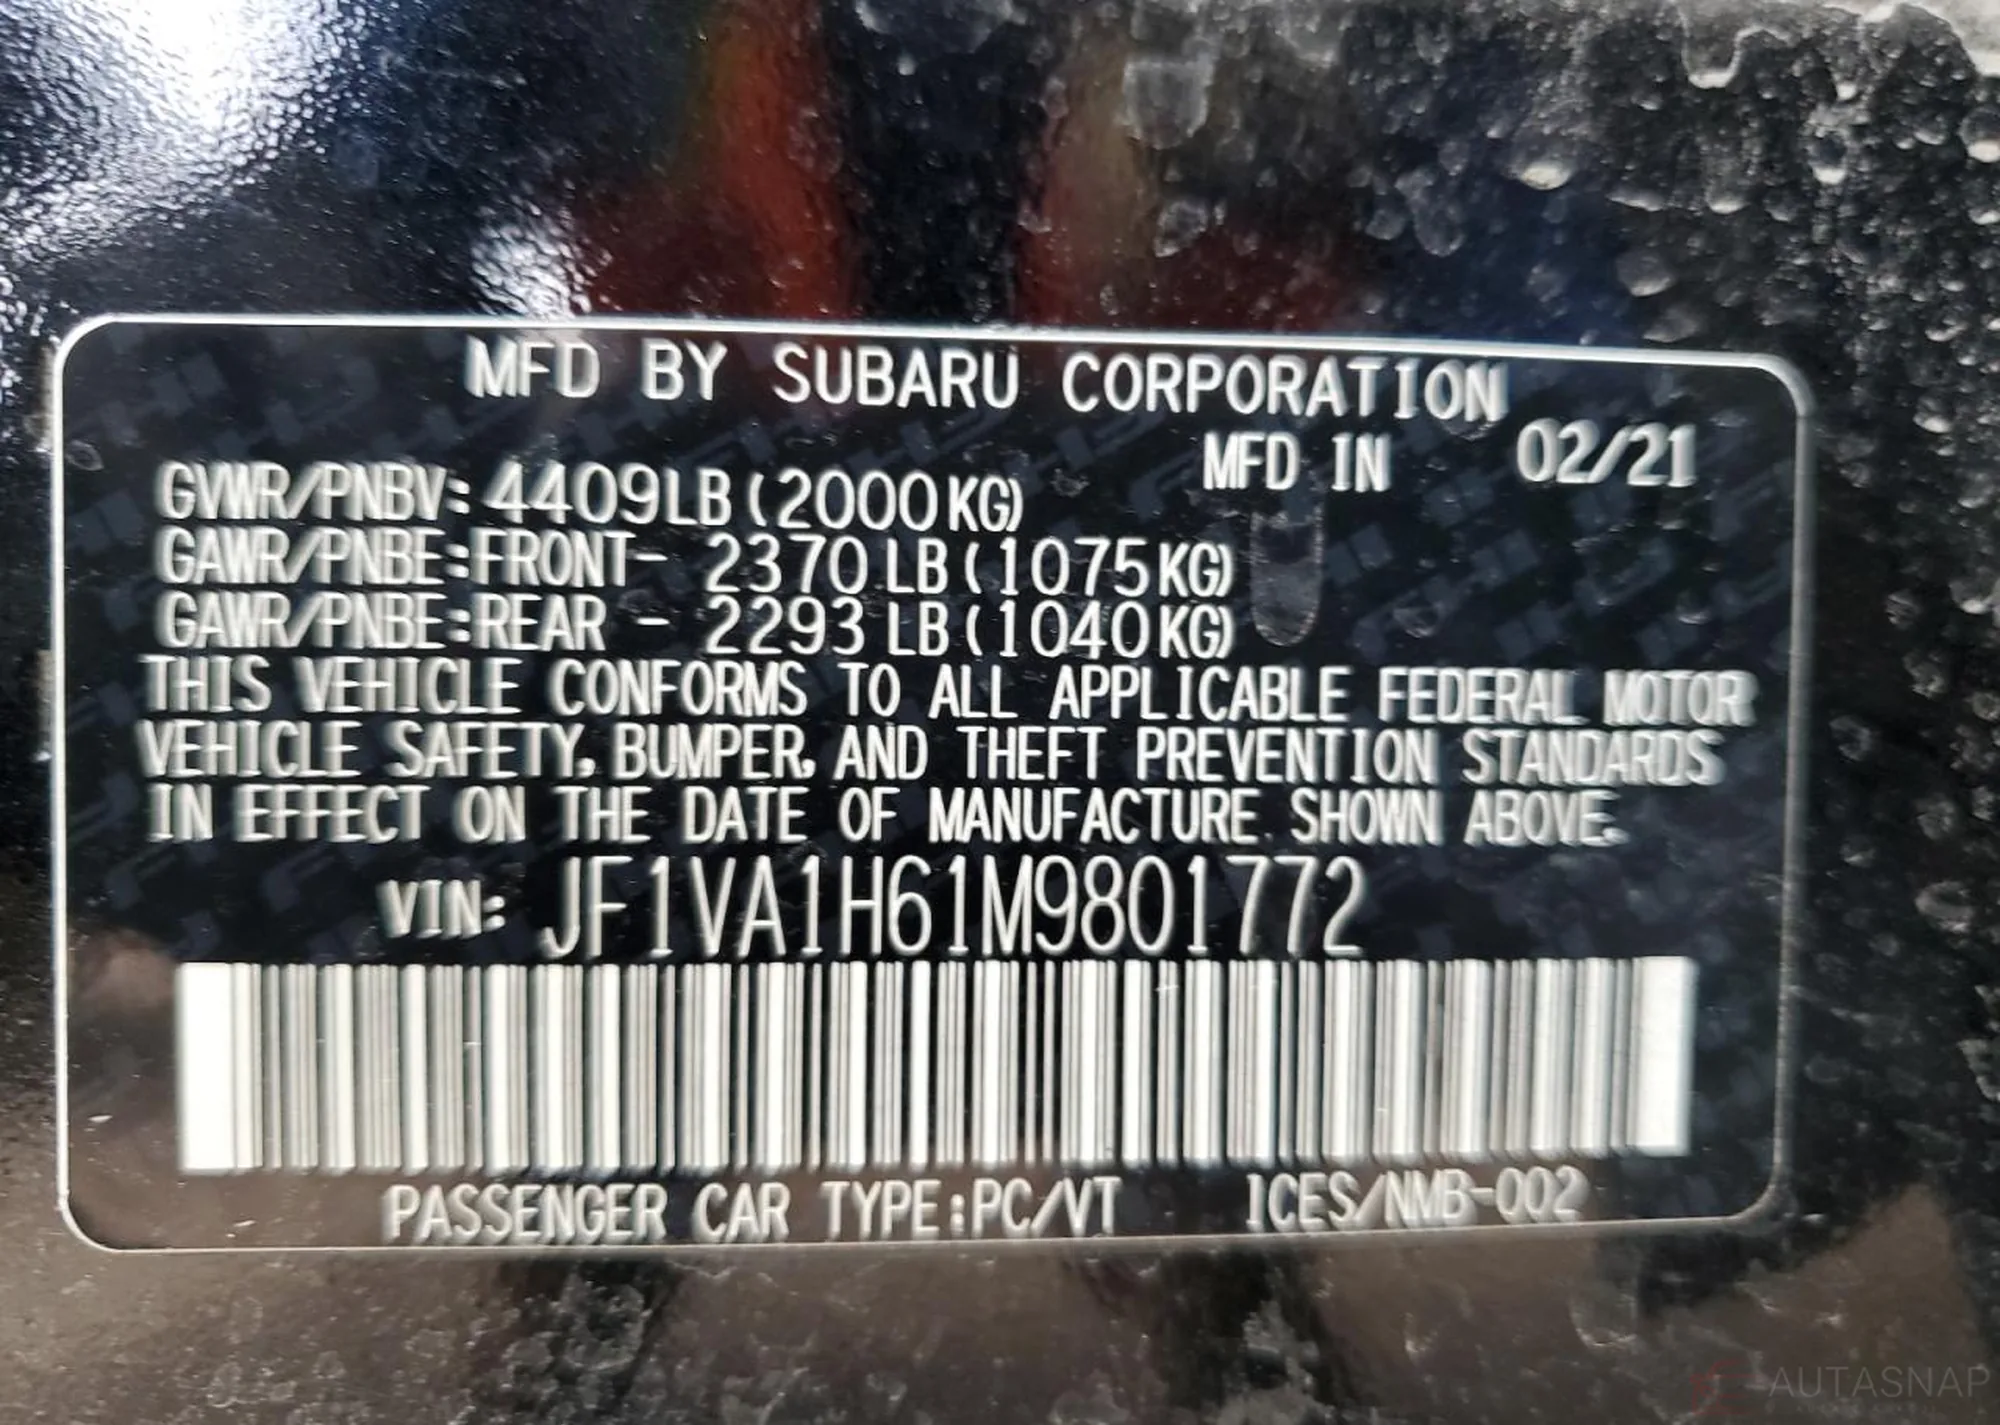 MFD BY SUBARU CORPORATION
MFD IN 02/21
GVWR/PNBV: 4409LB (2000KG)
GAWR/PNBE:FRONT- 2370 LB (1075KG)
GAWR/PNBE:REAR - 2293 LB (1040KG)
THIS VEHICLE CONFORMS TO ALL APPLICABLE FEDERAL MOTOR
VEHICLE SAFETY, BUMPER, AND THEFT PREVENTION STANDARDS
IN EFFECT ON THE DATE OF MANUFACTURE SHOWN ABOVE.
VIN: JF1VA1H61M9801772
PASSENGER CAR TYPE:PC/VT ICES/NMB-002
AUTASNAP